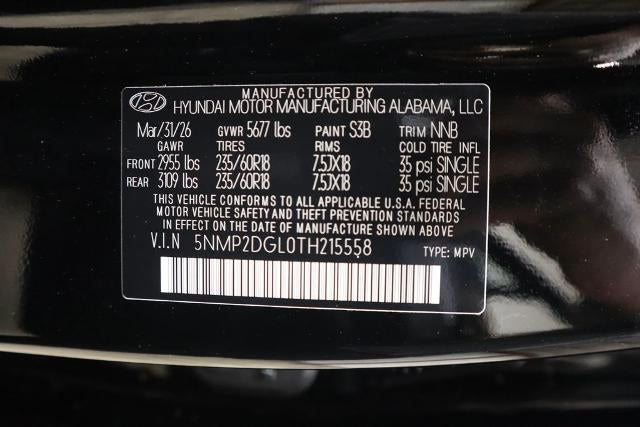 MANUFACTURED BY
HYUNDAI MOTOR MANUFACTURING ALABAMA, LLC
Mar/31/26 GVWR 5677 lbs PAINT S3B TRIM NNB
GAWR TIRES RIMS COLD TIRE INFL
FRONT 2955 lbs 235/60R18 7.5JX18 35 psi SINGLE
REAR 3109 lbs 235/60R18 7.5JX18 35 psi SINGLE
THIS VEHICLE CONFORMS TO ALL APPLICABLE U.S.A. FEDERAL
MOTOR VEHICLE SAFETY AND THEFT PREVENTION STANDARDS
IN EFFECT ON THE DATE OF MANUFACTURE SHOWN ABOVE.
V.I.N 5NMP2DGL0TH215558 TYPE: MPV